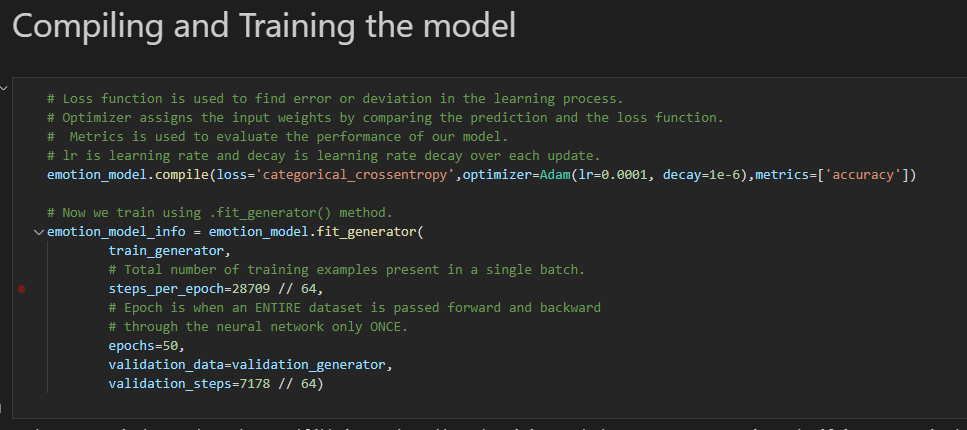 Compiling and Training the model
# Loss function is used to find error or deviation in the learning process.
# Optimizer assigns the input weights by comparing the prediction and the loss function.
#  Metrics is used to evaluate the performance of our model.
# lr is learning rate and decay is learning rate decay over each update.
emotion_model.compile(loss='categorical_crossentropy',optimizer=Adam(lr=0.0001, decay=1e-6),metrics=['accuracy'])
# Now we train using .fit_generator() method.
emotion_model_info = emotion_model.fit_generator(
train_generator,
# Total number of training examples present in a single batch.
steps_per_epoch=28709 // 64,
# Epoch is when an ENTIRE dataset is passed forward and backward
# through the neural network only ONCE.
epochs=50,
validation_data=validation_generator,
validation_steps=7178 // 64)